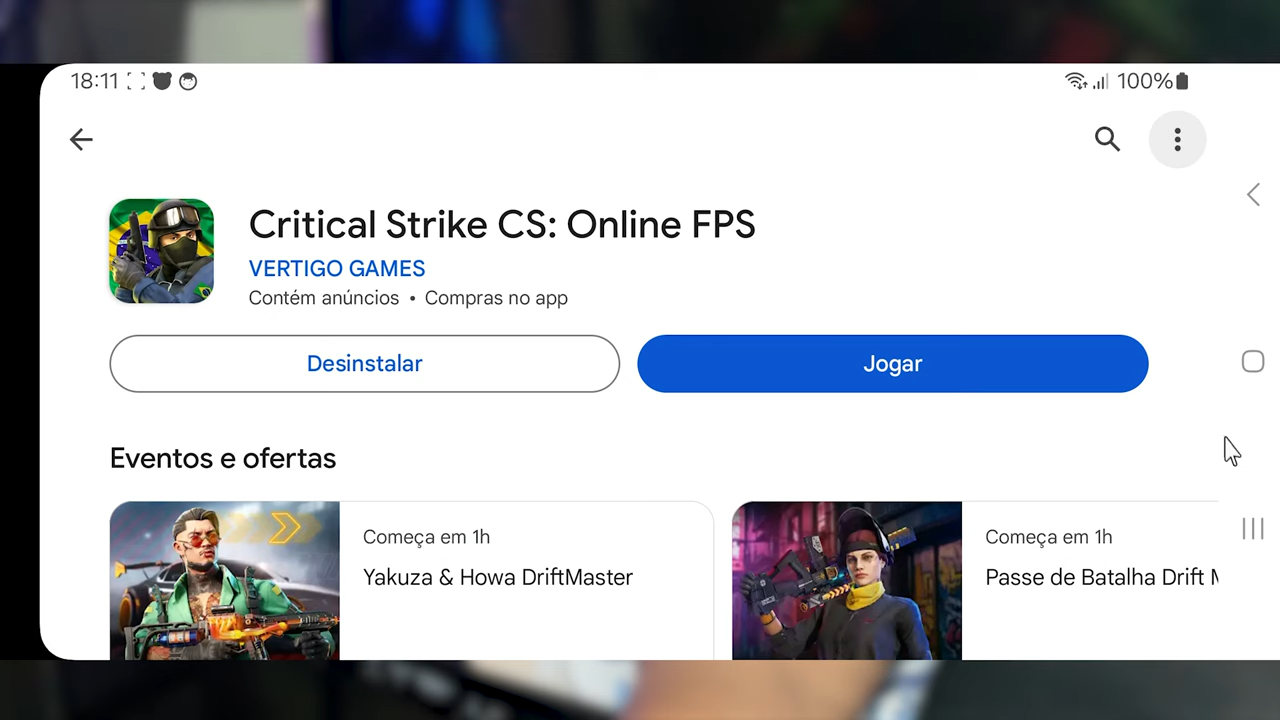 18:11
100%
Critical Strike CS: Online FPS
VERTIGO GAMES
Contém anúncios • Compras no app
Desinstalar
Jogar
Eventos e ofertas
Começa em 1h
Yakuza & Howa DriftMaster
Começa em 1h
Passe de Batalha Drift